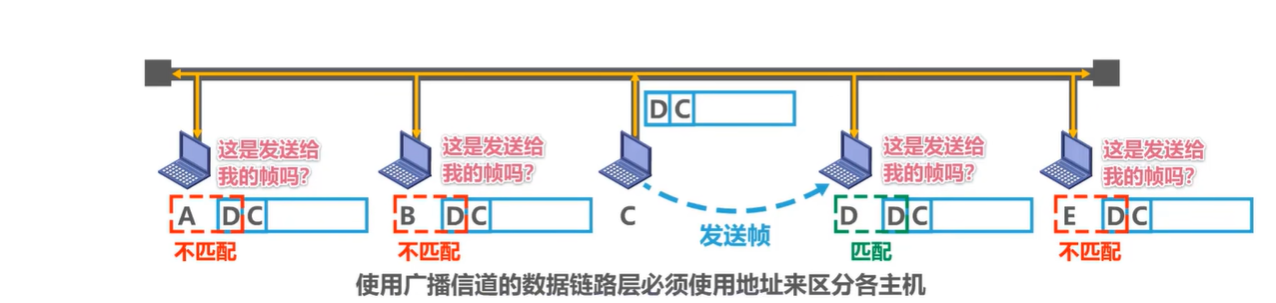 D C
这是发送给
我的帧吗？
这是发送给
我的帧吗？
这是发送给
我的帧吗？
这是发送给
我的帧吗？
A D C
B D C
C
D D C
E D C
不匹配
不匹配
发送帧
匹配
不匹配
使用广播信道的数据链路层必须使用地址来区分各主机